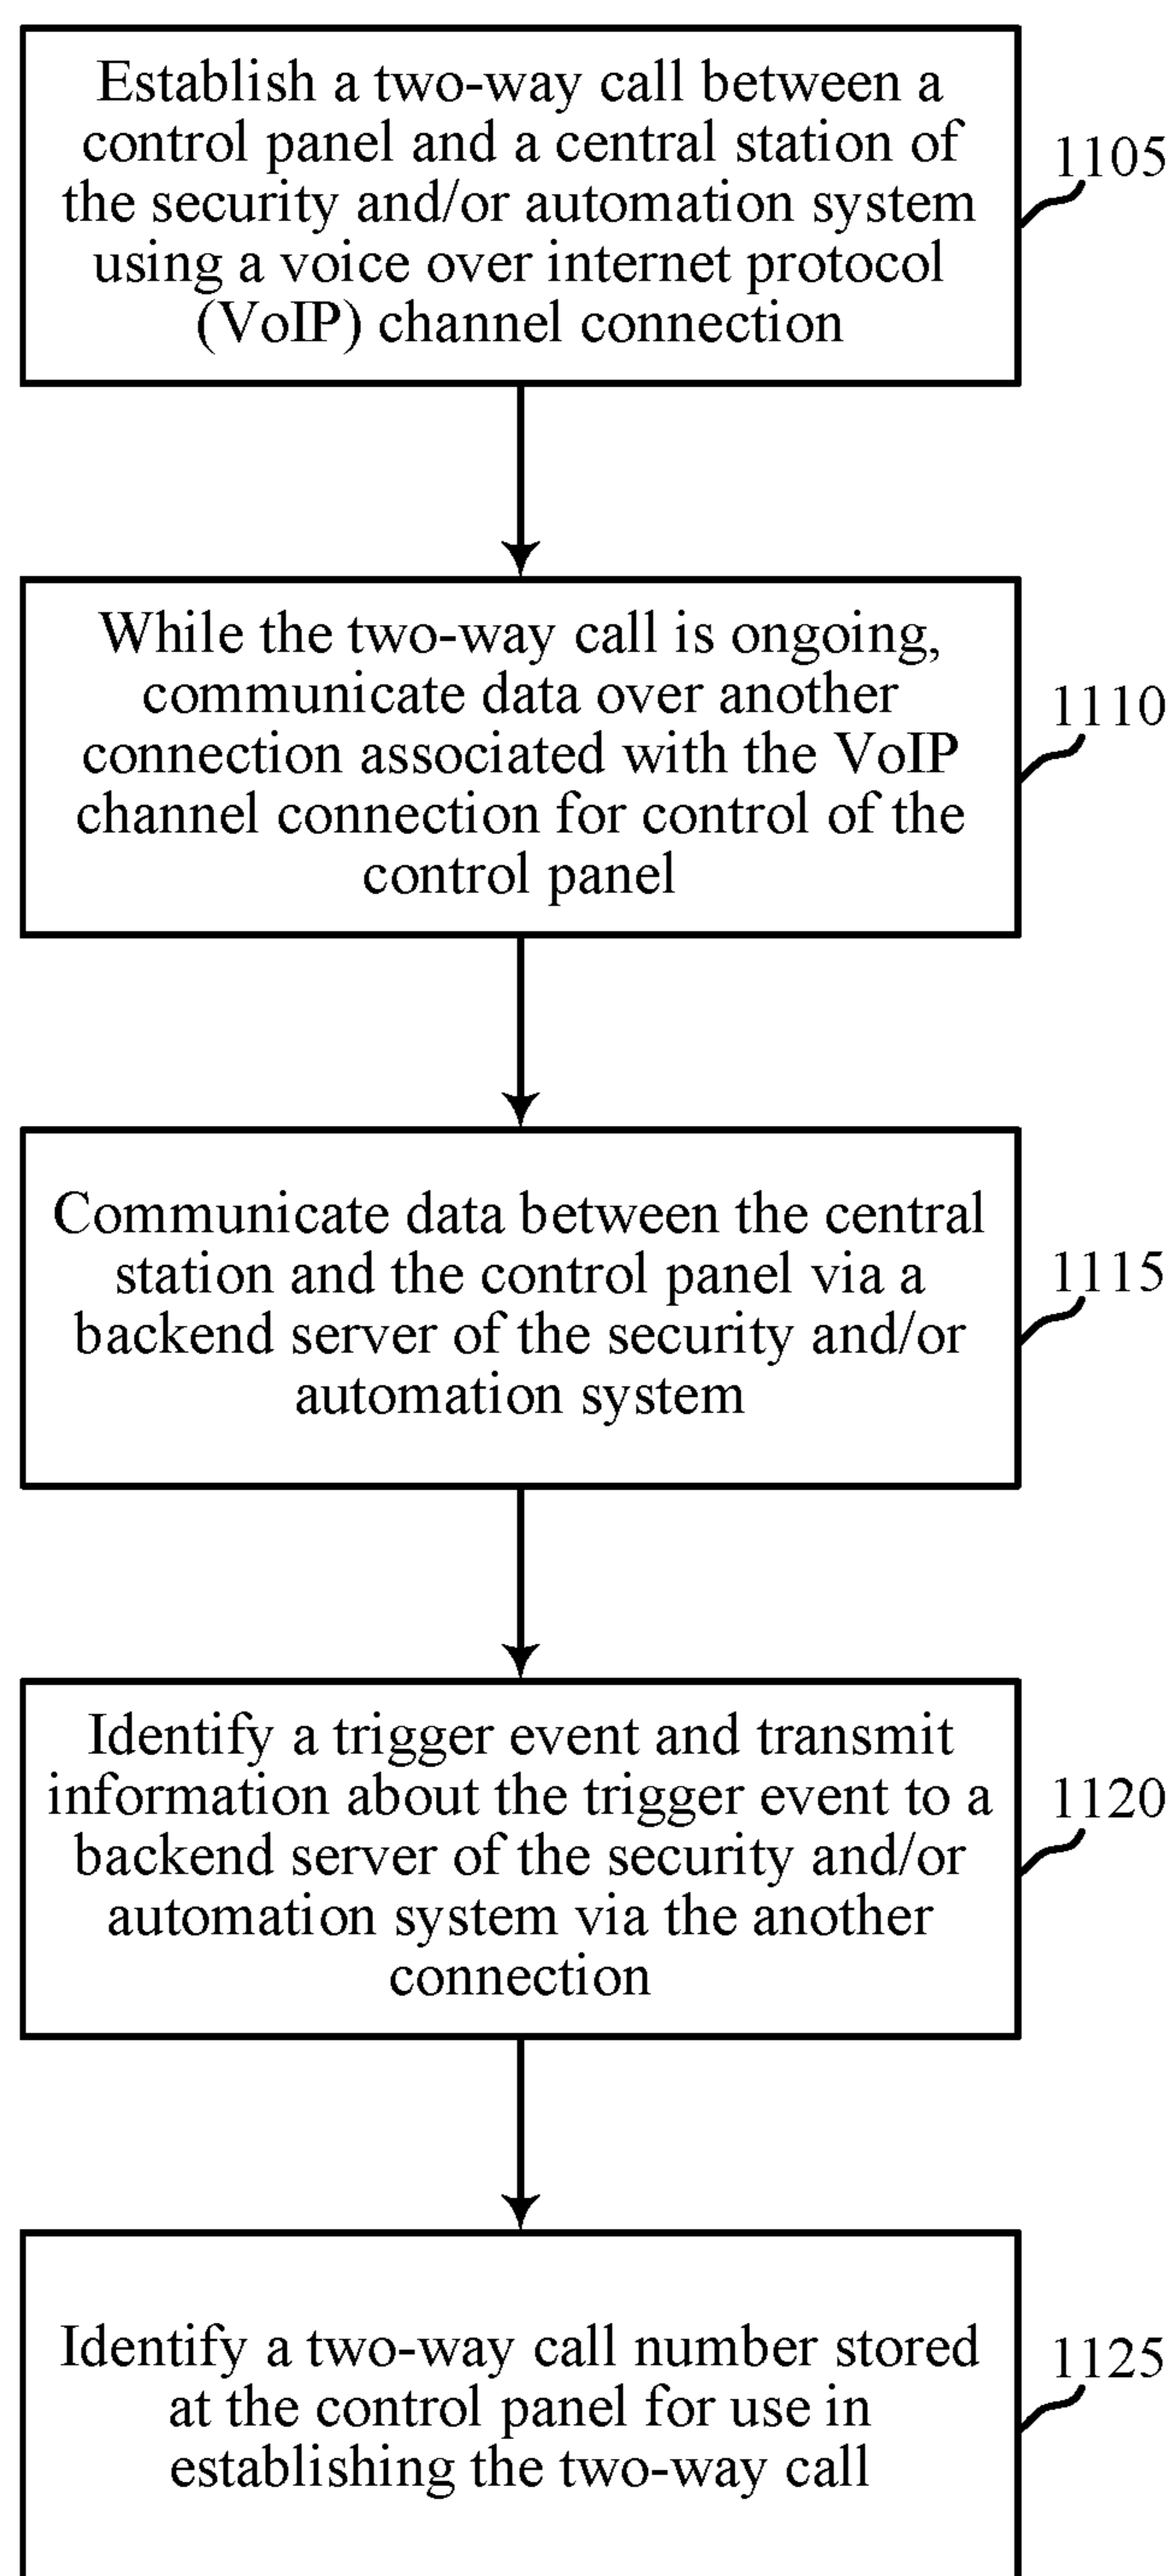 Establish a two-way call between a
control panel and a central station of
the security and/or automation system
using a voice over internet protocol
(VoIP) channel connection
1105
While the two-way call is ongoing,
communicate data over another
connection associated with the VoIP
channel connection for control of the
control panel
1110
Communicate data between the central
station and the control panel via a
backend server of the security and/or
automation system
1115
Identify a trigger event and transmit
information about the trigger event to a
backend server of the security and/or
automation system via the another
connection
1120
Identify a two-way call number stored
at the control panel for use in
establishing the two-way call
1125